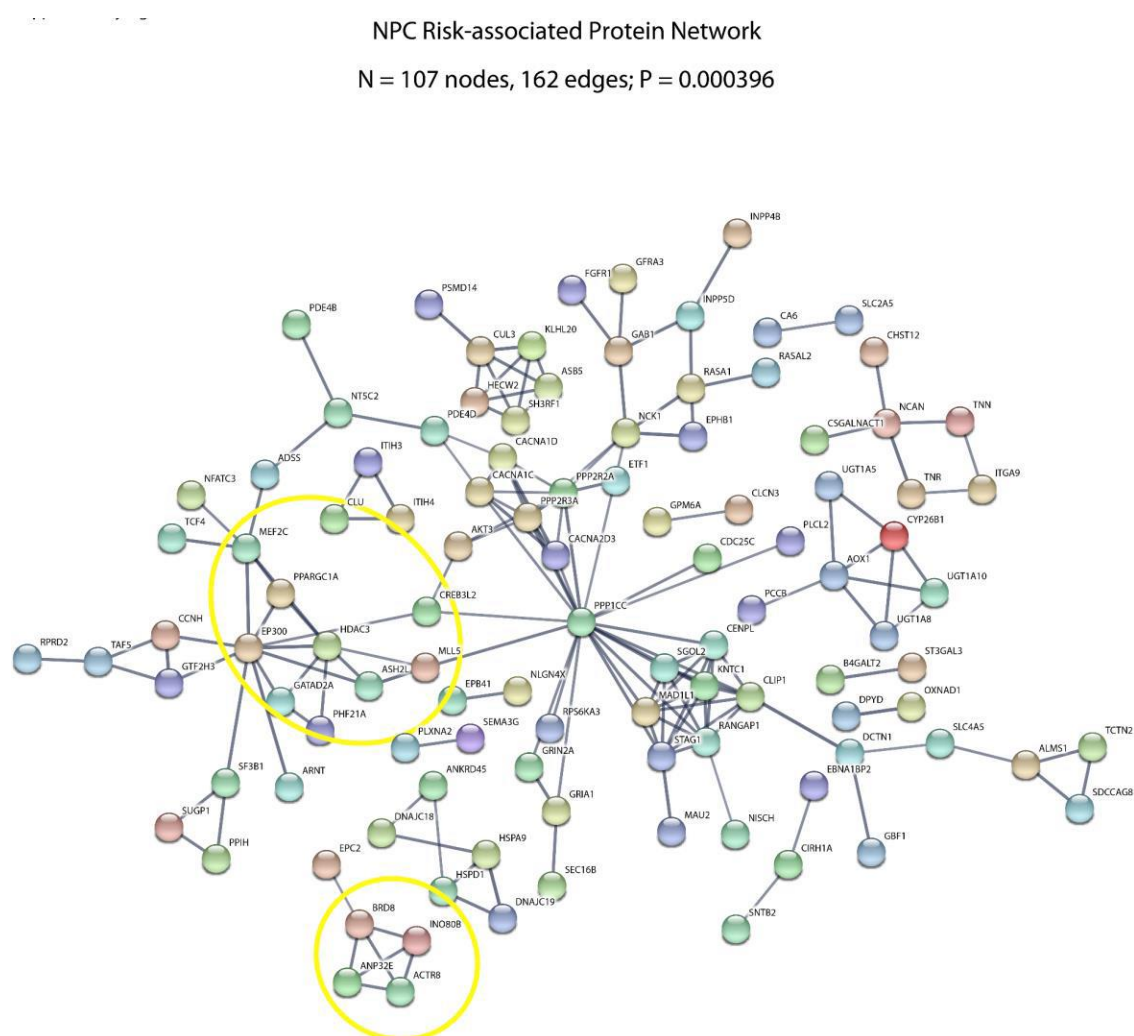 NPC Risk-associated Protein Network
N = 107 nodes, 162 edges; P = 0.000396
INPP4B
FGFR1
GFRA3
PSMD14
INPP5D
CA6
SLC2A5
PDE4B
CUL3
KLHL20
GAB1
CHST12
RASAL2
ASB5
RASA1
HECW2
SH3RF1
NT5C2
PDE4D
NCK1
EPHB1
NCAN
TNN
CSGALNACT1
CACNA1D
ITIH3
ADSS
ETF1
CACNA1C
PPP2R2A
UGT1A5
TNR
ITGA9
NFATC3
CLU
ITIH4
PPP2R3A
GPM6A
CLCN3
TCF4
MEF2C
AKT3
CACNA2D3
PLCL2
CYP26B1
CDC25C
AOX1
PPARGC1A
CREB3L2
PPP1CC
PCCB
UGT1A10
CCNH
EP300
HDAC3
CENPL
UGT1A8
RPRD2
TAF5
MLL5
SGOL2
GTF2H3
ASH2L
KNTC1
B4GALT2
ST3GAL3
GATAD2A
EPB41
NLGN4X
MAD1L1
CLIP1
DPYD
OXNAD1
PHF21A
RPS6KA3
RANGAP1
PLXNA2
SEMA3G
STAG1
DCTN1
SLC4A5
TCTN2
GRIN2A
ALMS1
SF3B1
ARNT
ANKRD45
EBNA1BP2
SDCCAG8
GRIA1
SUGP1
DNAJC18
MAU2
NISCH
PPIH
HSPA9
GBF1
CIRH1A
EPC2
HSPD1
SEC16B
DNAJC19
SNTB2
BRD8
INO80B
ANP32E
ACTR8